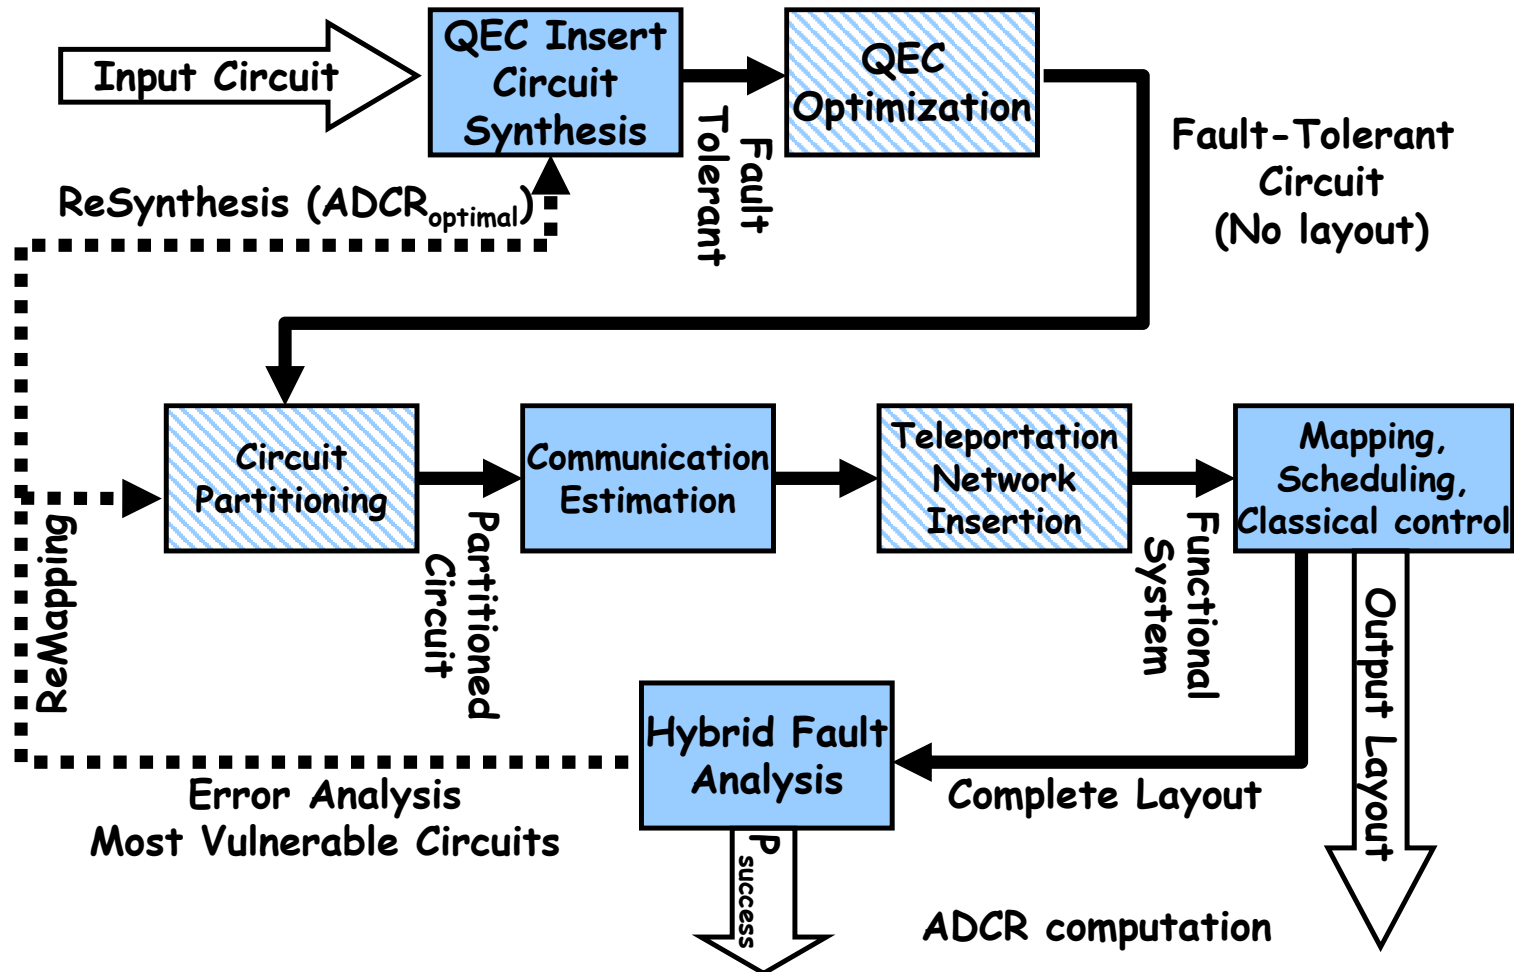 Input Circuit
QEC Insert
Circuit
Synthesis
QEC
Optimization
Fault
Tolerant
Fault-Tolerant
Circuit
(No layout)
ReSynthesis (ADCRoptimal)
Circuit
Partitioning
Communication
Estimation
Teleportation
Network
Insertion
Mapping,
Scheduling,
Classical control
ReMapping
Partitioned
Circuit
Functional
System
Output Layout
Hybrid Fault
Analysis
Complete Layout
Error Analysis
Most Vulnerable Circuits
Psuccess
ADCR computation